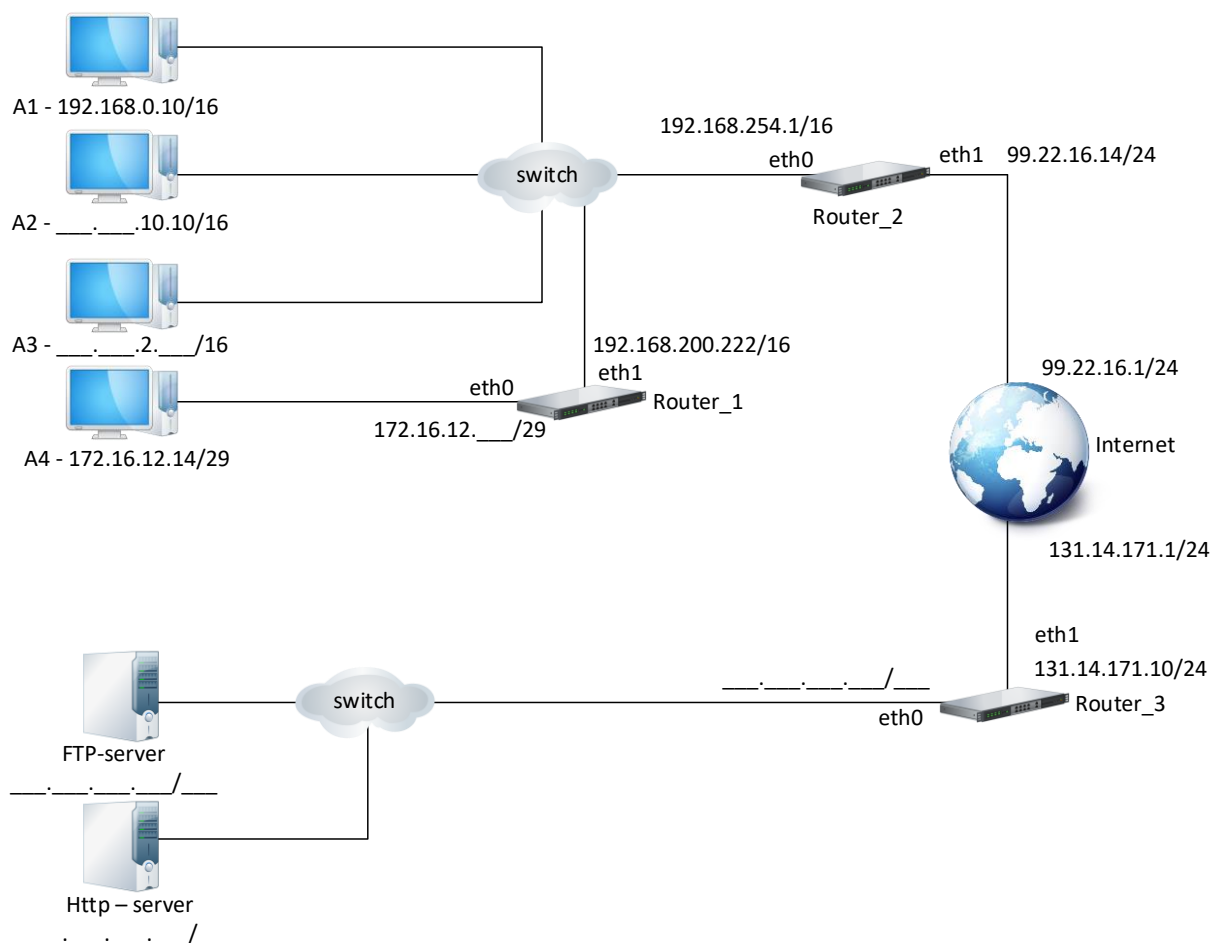 A1 - 192.168.0.10/16
192.168.254.1/16
eth0
eth1 99.22.16.14/24
switch
A2 - ___.___.10.10/16
Router_2
A3 - ___.___.2.___/16
192.168.200.222/16
eth1
eth0
Router_1
99.22.16.1/24
172.16.12.___/29
A4 - 172.16.12.14/29
Internet
131.14.171.1/24
eth1
131.14.171.10/24
___.___.___.___/___
switch
eth0
Router_3
FTP-server
___.___.___.___/___
Http – server
. . . /